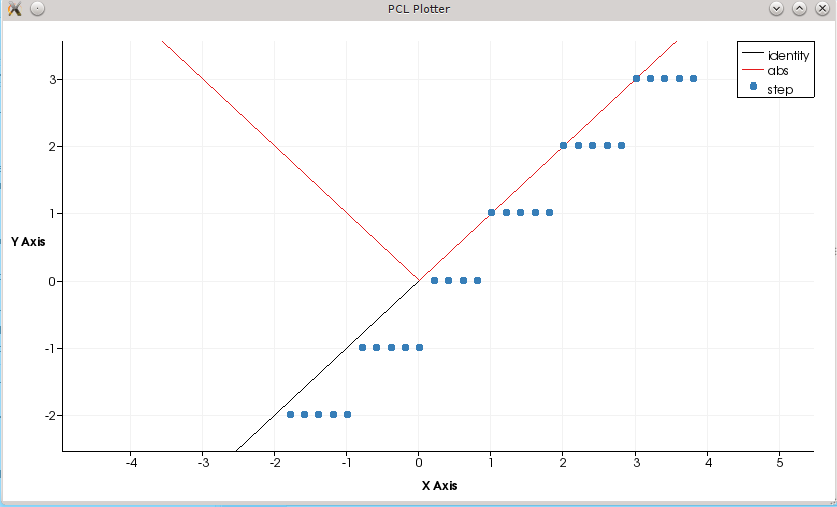 PCL Plotter
identity
abs
step
3
2
1
Y Axis
0
-1
-2
-4 -3 -2 -1 0 1 2 3 4 5
X Axis